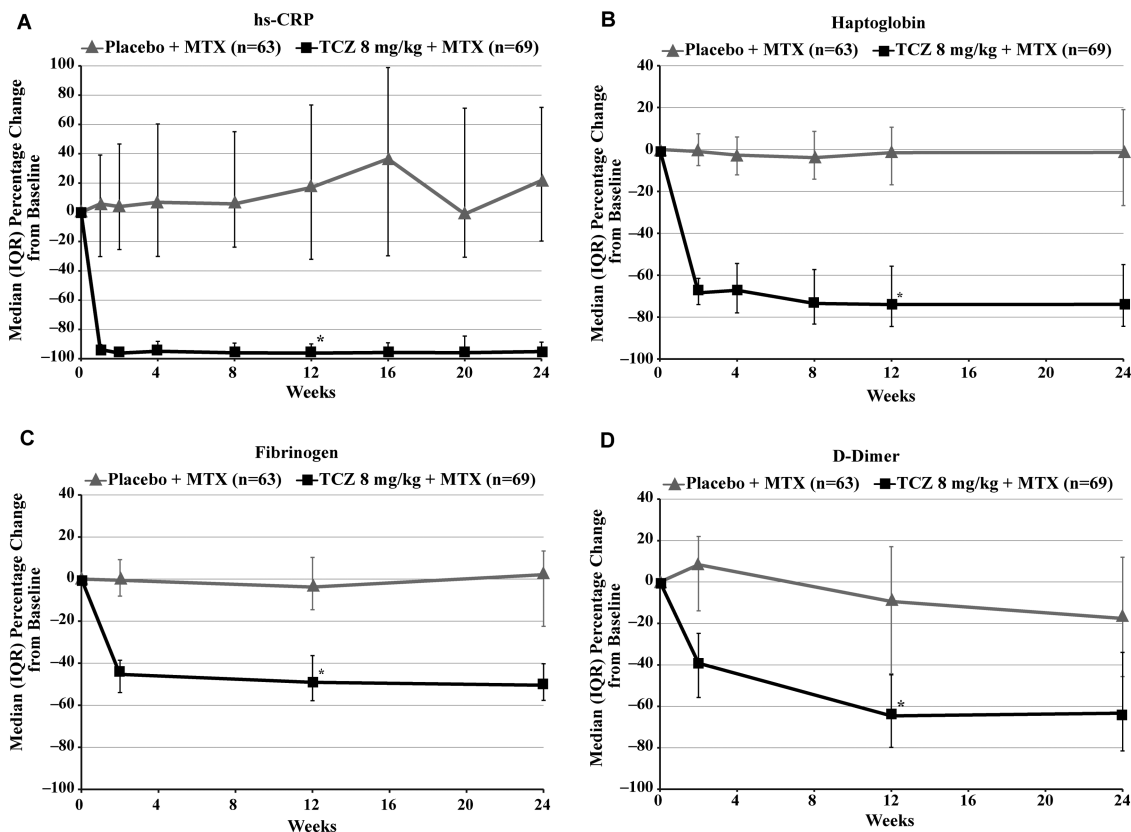 A
hs-CRP
Placebo + MTX (n=63) TCZ 8 mg/kg + MTX (n=69)
Median (IQR) Percentage Change
from Baseline
100
80
60
40
20
0
−20
−40
−60
−80
−100
*
0 4 8 12 16 20 24
Weeks
B
Haptoglobin
Placebo + MTX (n=63) TCZ 8 mg/kg + MTX (n=69)
Median (IQR) Percentage Change
from Baseline
40
20
0
−20
−40
−60
−80
−100
*
0 4 8 12 16 20 24
Weeks
C
Fibrinogen
Placebo + MTX (n=63) TCZ 8 mg/kg + MTX (n=69)
Median (IQR) Percentage Change
from Baseline
40
20
0
−20
−40
−60
−80
−100
*
0 4 8 12 16 20 24
Weeks
D
D-Dimer
Placebo + MTX (n=63) TCZ 8 mg/kg + MTX (n=69)
Median (IQR) Percentage Change
from Baseline
40
20
0
−20
−40
−60
−80
−100
*
0 4 8 12 16 20 24
Weeks